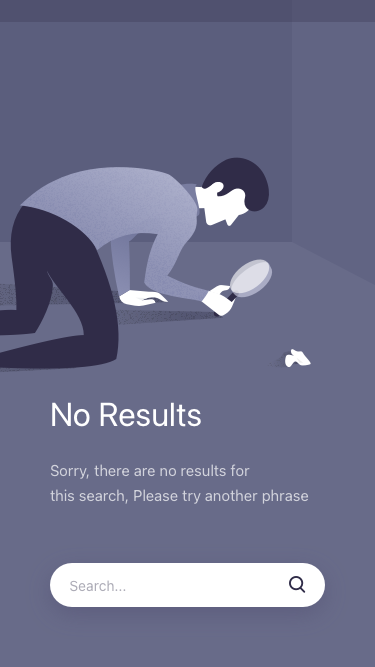 No Results
Sorry, there are no results for
this search, Please try another phrase
Search...